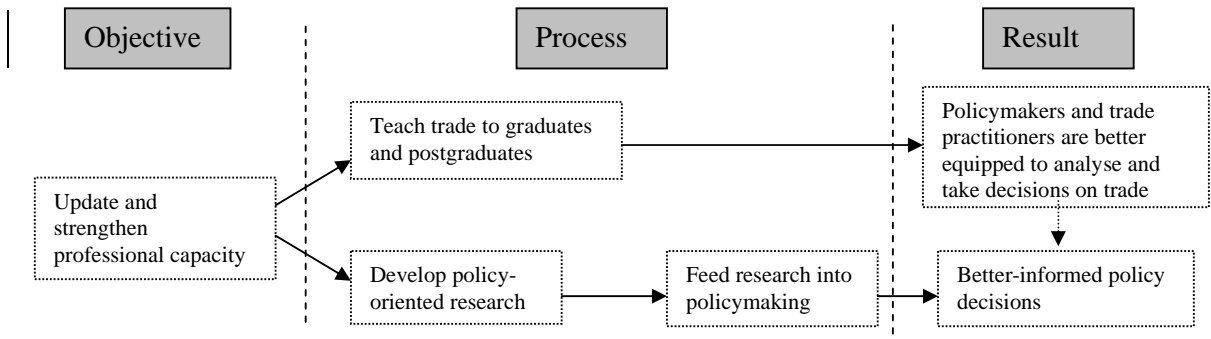 Objective
Process
Result
Update and
strengthen
professional capacity
Teach trade to graduates
and postgraduates
Develop policy-
oriented research
Feed research into
policymaking
Policymakers and trade
practitioners are better
equipped to analyse and
take decisions on trade
Better-informed policy
decisions